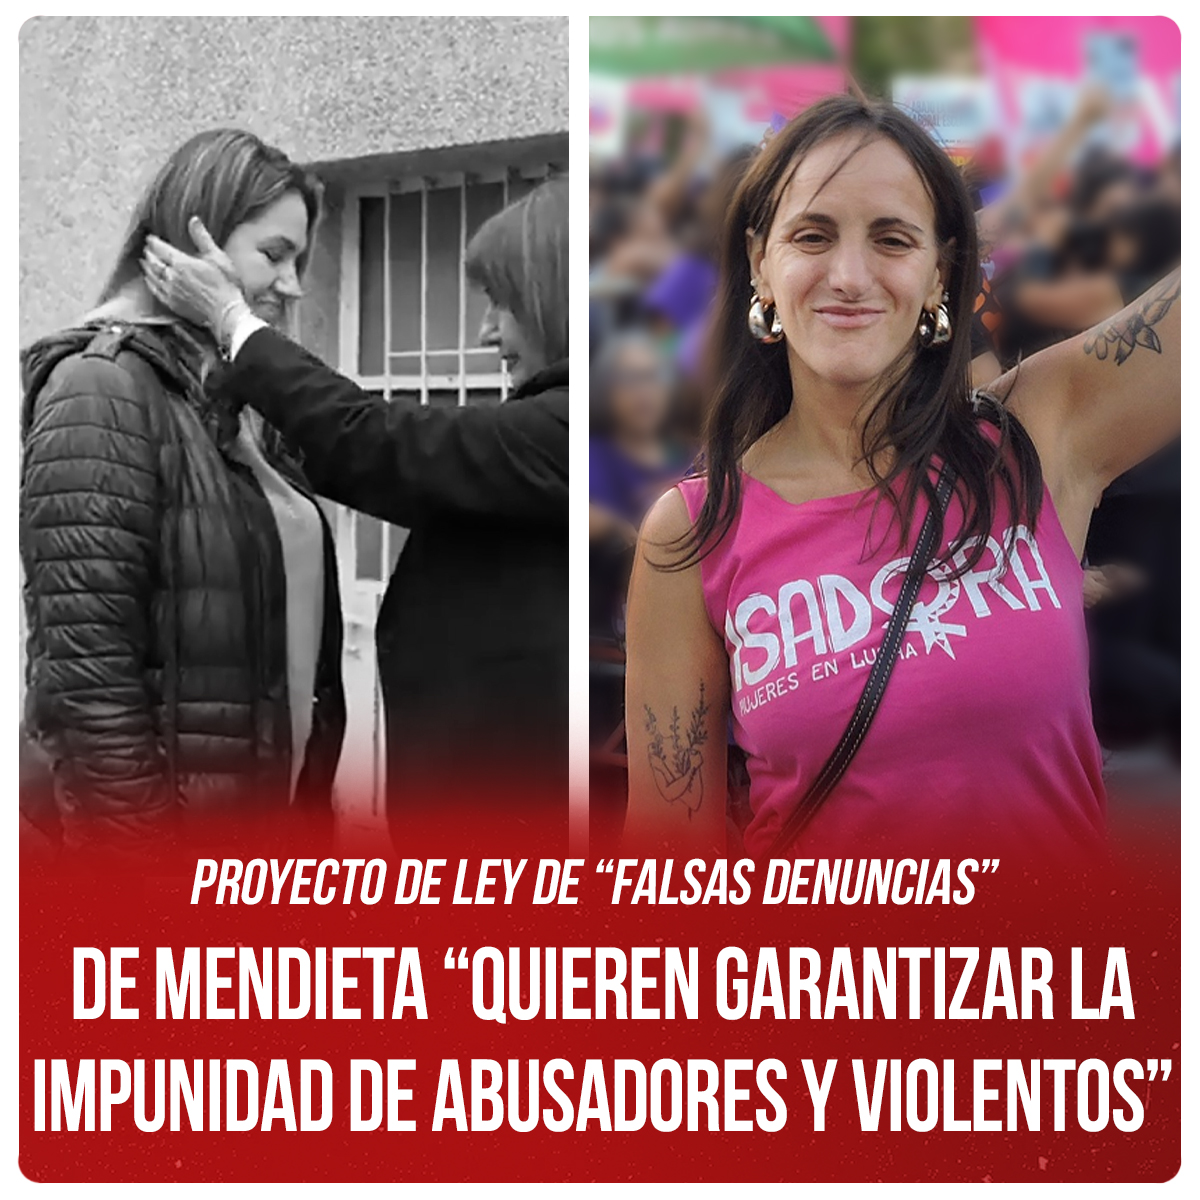 ISADORA
MUJERES EN LUCHA
PROYECTO DE LEY DE “FALSAS DENUNCIAS”
DE MENDIETA “QUIEREN GARANTIZAR LA
IMPUNIDAD DE ABUSADORES Y VIOLENTOS”